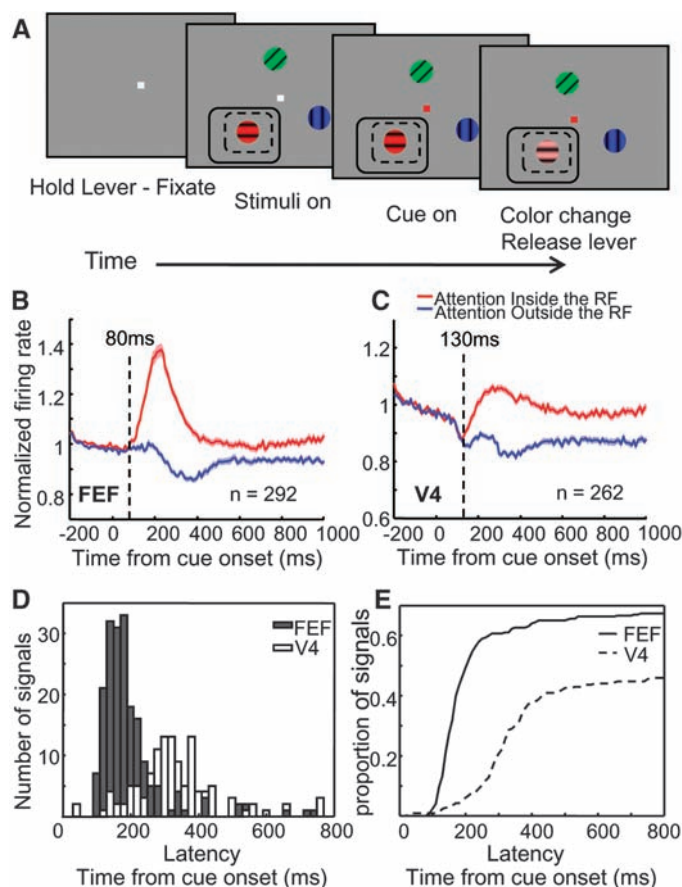 A
Hold Lever - Fixate
Stimuli on
Cue on
Color change
Release lever
Time
B
80ms
Normalized firing rate
1.4
1.2
1
0.8
FEF
n = 292
-200 0 200 400 600 800 1000
Time from cue onset (ms)
C
Attention Inside the RF
Attention Outside the RF
130ms
1.2
1.0
0.8
0.6
V4
n = 262
-200 0 200 400 600 800 1000
Time from cue onset (ms)
D
Number of signals
30
20
10
FEF
V4
0 200 400 600 800
Latency
Time from cue onset (ms)
E
proportion of signals
0.6
0.4
0.2
0
FEF
V4
0 200 400 600 800
Latency
Time from cue onset (ms)